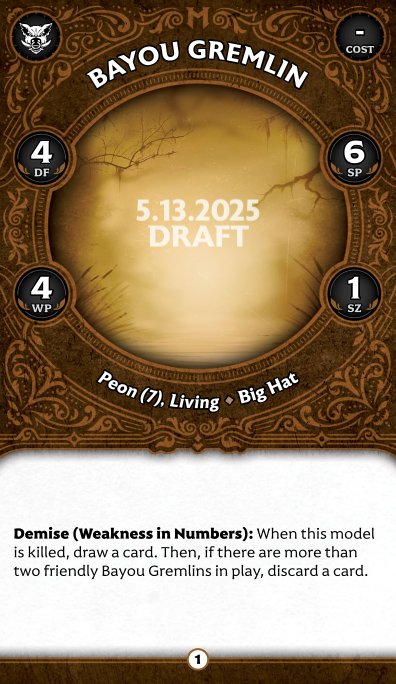 -
COST
BAYOU GREMLIN
4
DF
6
SP
5.13.2025
DRAFT
4
WP
1
SZ
Peon (7), Living ◆ Big Hat
Demise (Weakness in Numbers): When this model
is killed, draw a card. Then, if there are more than
two friendly Bayou Gremlins in play, discard a card.
1